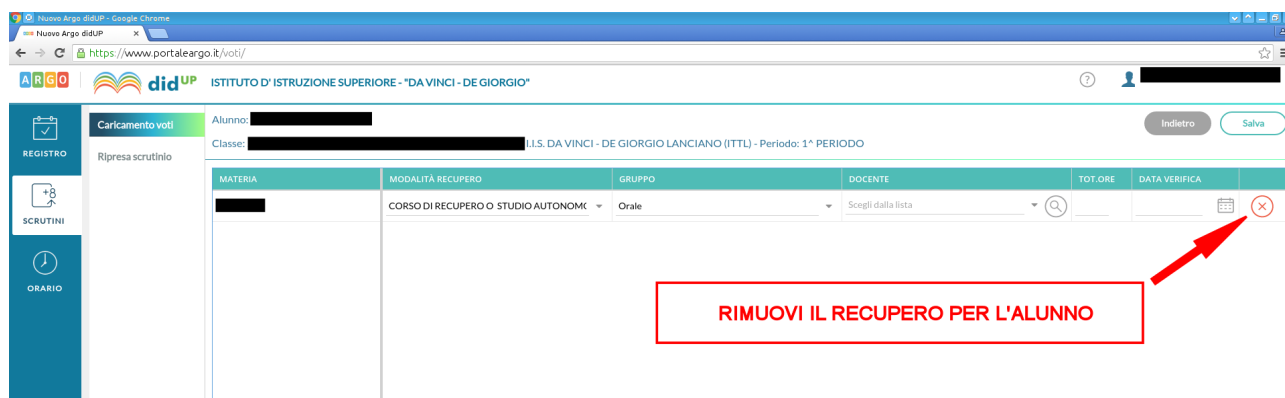 Nuovo Argo didUP - Google Chrome
Nuovo Argo didUP
https://www.portaleargo.it/voti/
ARGO didUP ISTITUTO D' ISTRUZIONE SUPERIORE - "DA VINCI - DE GIORGIO"
REGISTRO
SCRUTINI
ORARIO
Caricamento voti
Ripresa scrutinio
Alunno:
Classe: I.I.S. DA VINCI - DE GIORGIO LANCIANO (ITTL) - Periodo: 1^ PERIODO
Indietro Salva
MATERIA MODALITÀ RECUPERO GRUPPO DOCENTE TOT.ORE DATA VERIFICA
CORSO DI RECUPERO O STUDIO AUTONOMO Orale Scegli dalla lista
RIMUOVI IL RECUPERO PER L'ALUNNO